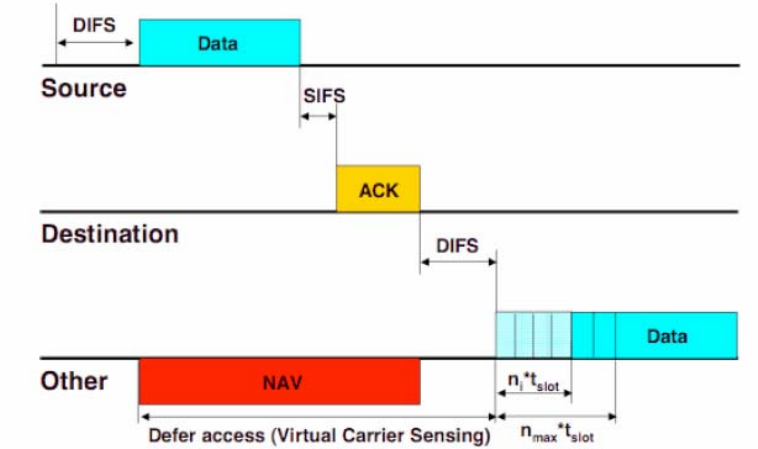 DIFS
Data
Source
SIFS
ACK
Destination
DIFS
Data
Other
NAV
nᵢ*tₛₗₒₜ
Defer access (Virtual Carrier Sensing)
nₘₐₓ*tₛₗₒₜ